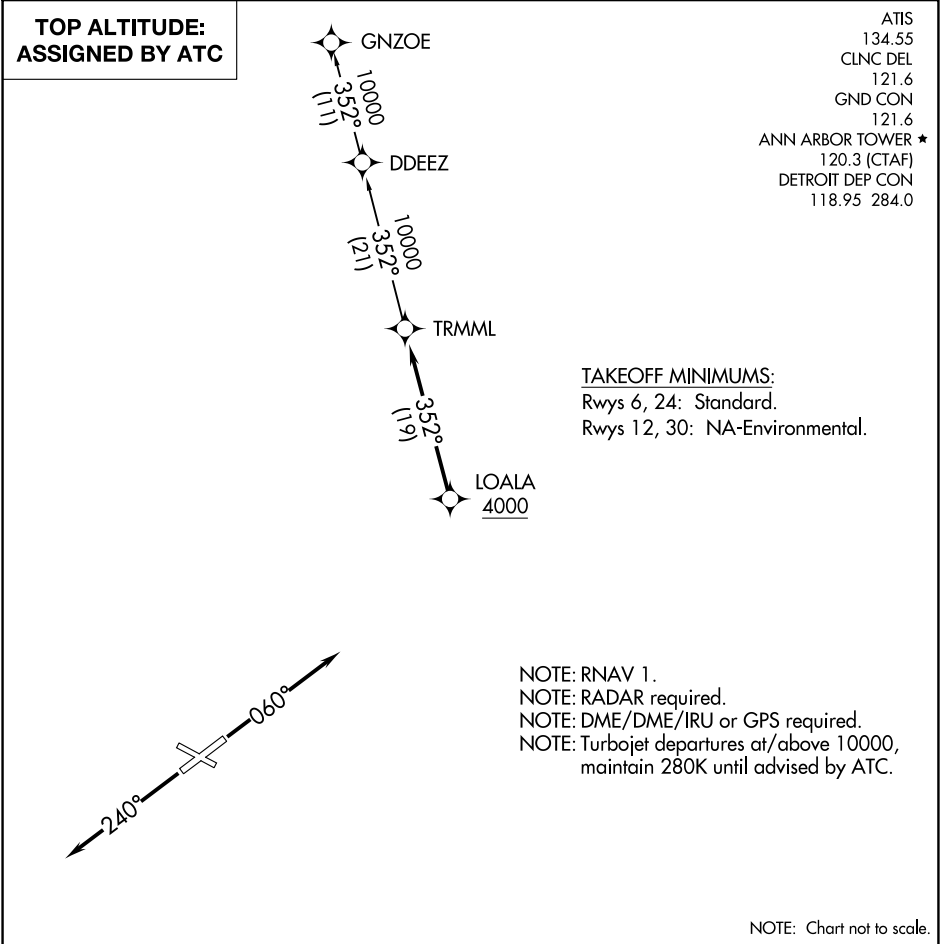 TOP ALTITUDE:
ASSIGNED BY ATC
ATIS
134.55
CLNC DEL
121.6
GND CON
121.6
ANN ARBOR TOWER ★
120.3 (CTAF)
DETROIT DEP CON
118.95 284.0
GNZOE
10000
352°
(11)
DDEEZ
10000
352°
(21)
TRMML
352°
(19)
LOALA
4000
TAKEOFF MINIMUMS:
Rwys 6, 24: Standard.
Rwys 12, 30: NA-Environmental.
060°
240°
NOTE: RNAV 1.
NOTE: RADAR required.
NOTE: DME/DME/IRU or GPS required.
NOTE: Turbojet departures at/above 10000,
maintain 280K until advised by ATC.
NOTE: Chart not to scale.